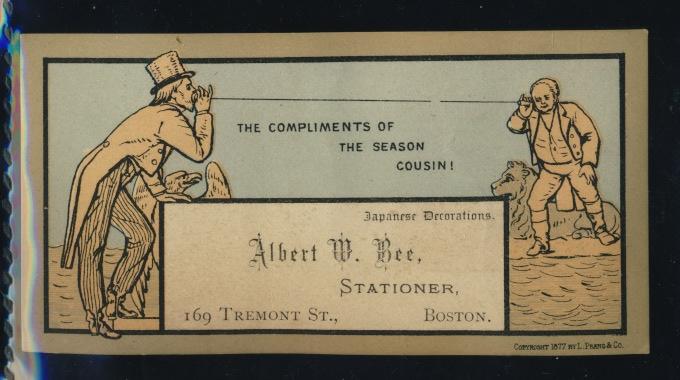 THE COMPLIMENTS OF
THE SEASON
COUSIN!
Japanese Decorations.
Albert W. Bee,
STATIONER,
169 TREMONT ST., BOSTON.
COPYRIGHT 1877 BY L. PRANG & CO.